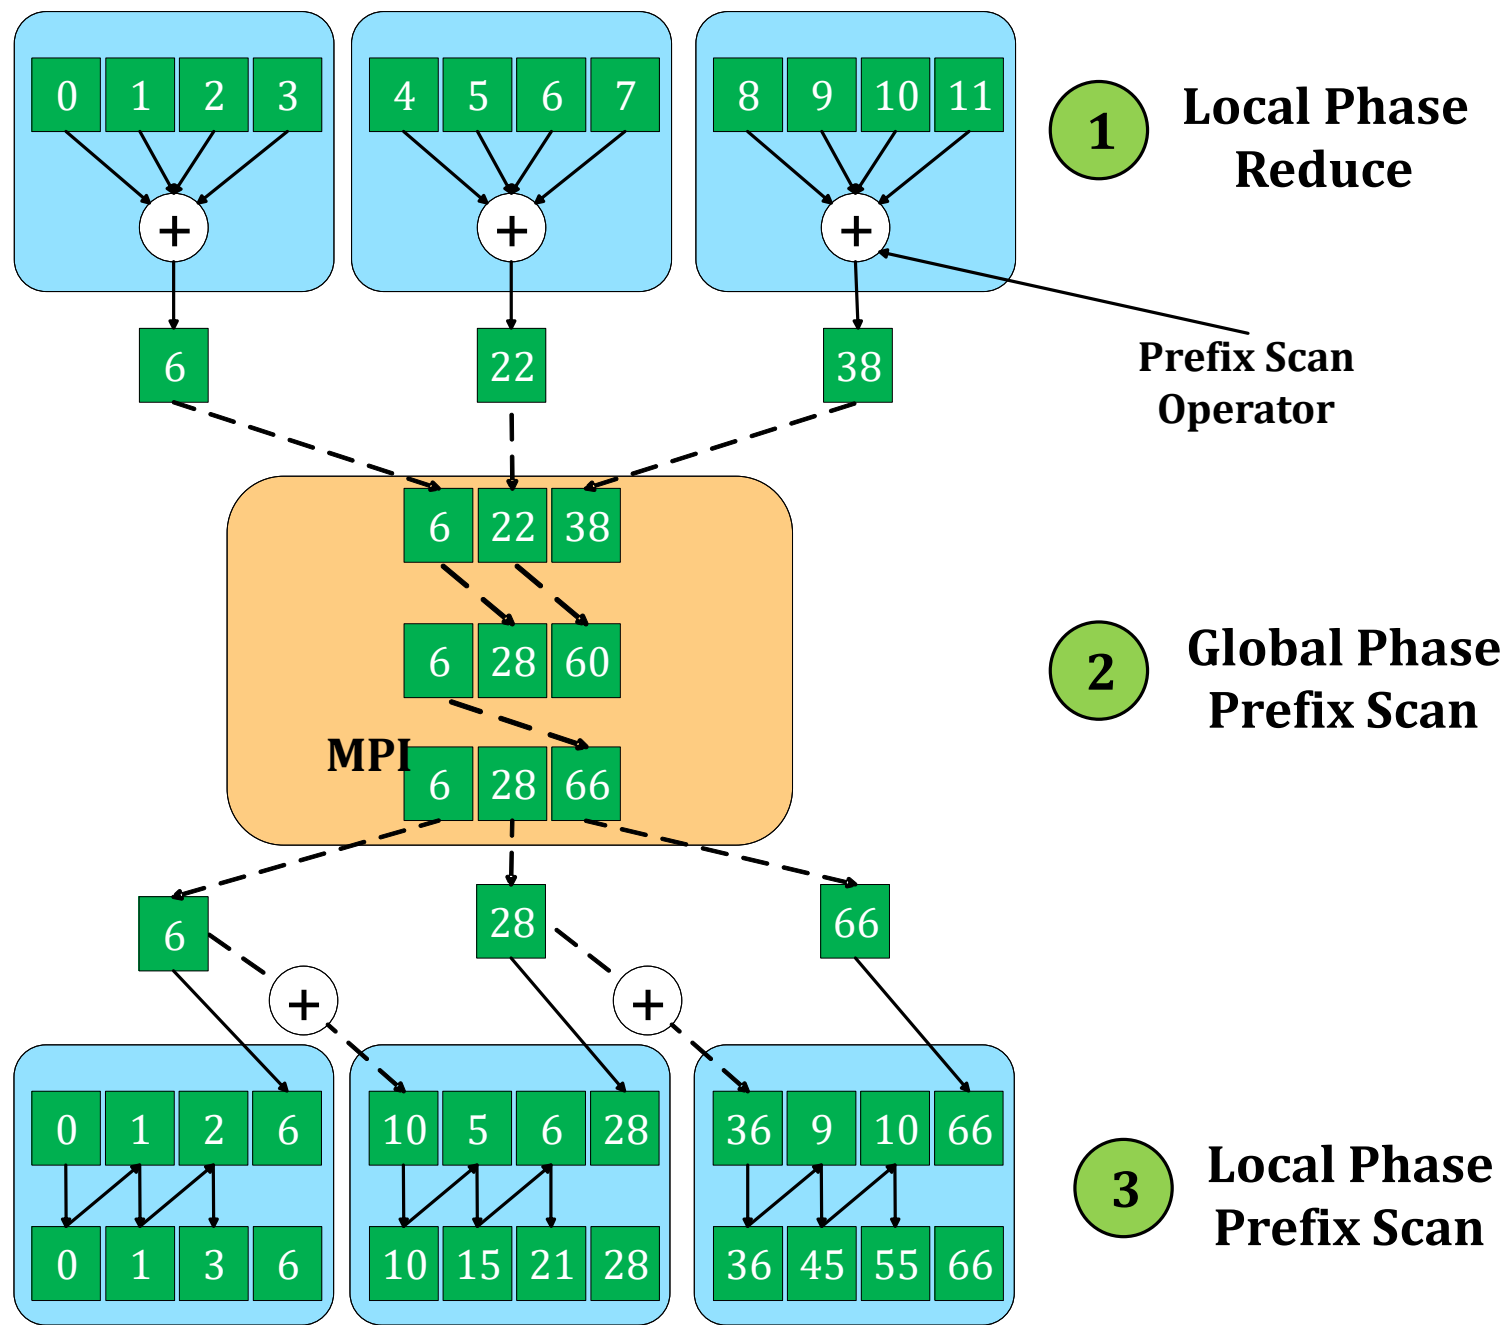 0 1 2 3 4 5 6 7 8 9 10 11
1 Local Phase
Reduce
+ + +
6 22 38
Prefix Scan
Operator
6 22 38
6 28 60
2 Global Phase
Prefix Scan
MPI
6 28 66
6 28 66
+ +
0 1 2 6 10 5 6 28 36 9 10 66
3 Local Phase
Prefix Scan
0 1 3 6 10 15 21 28 36 45 55 66